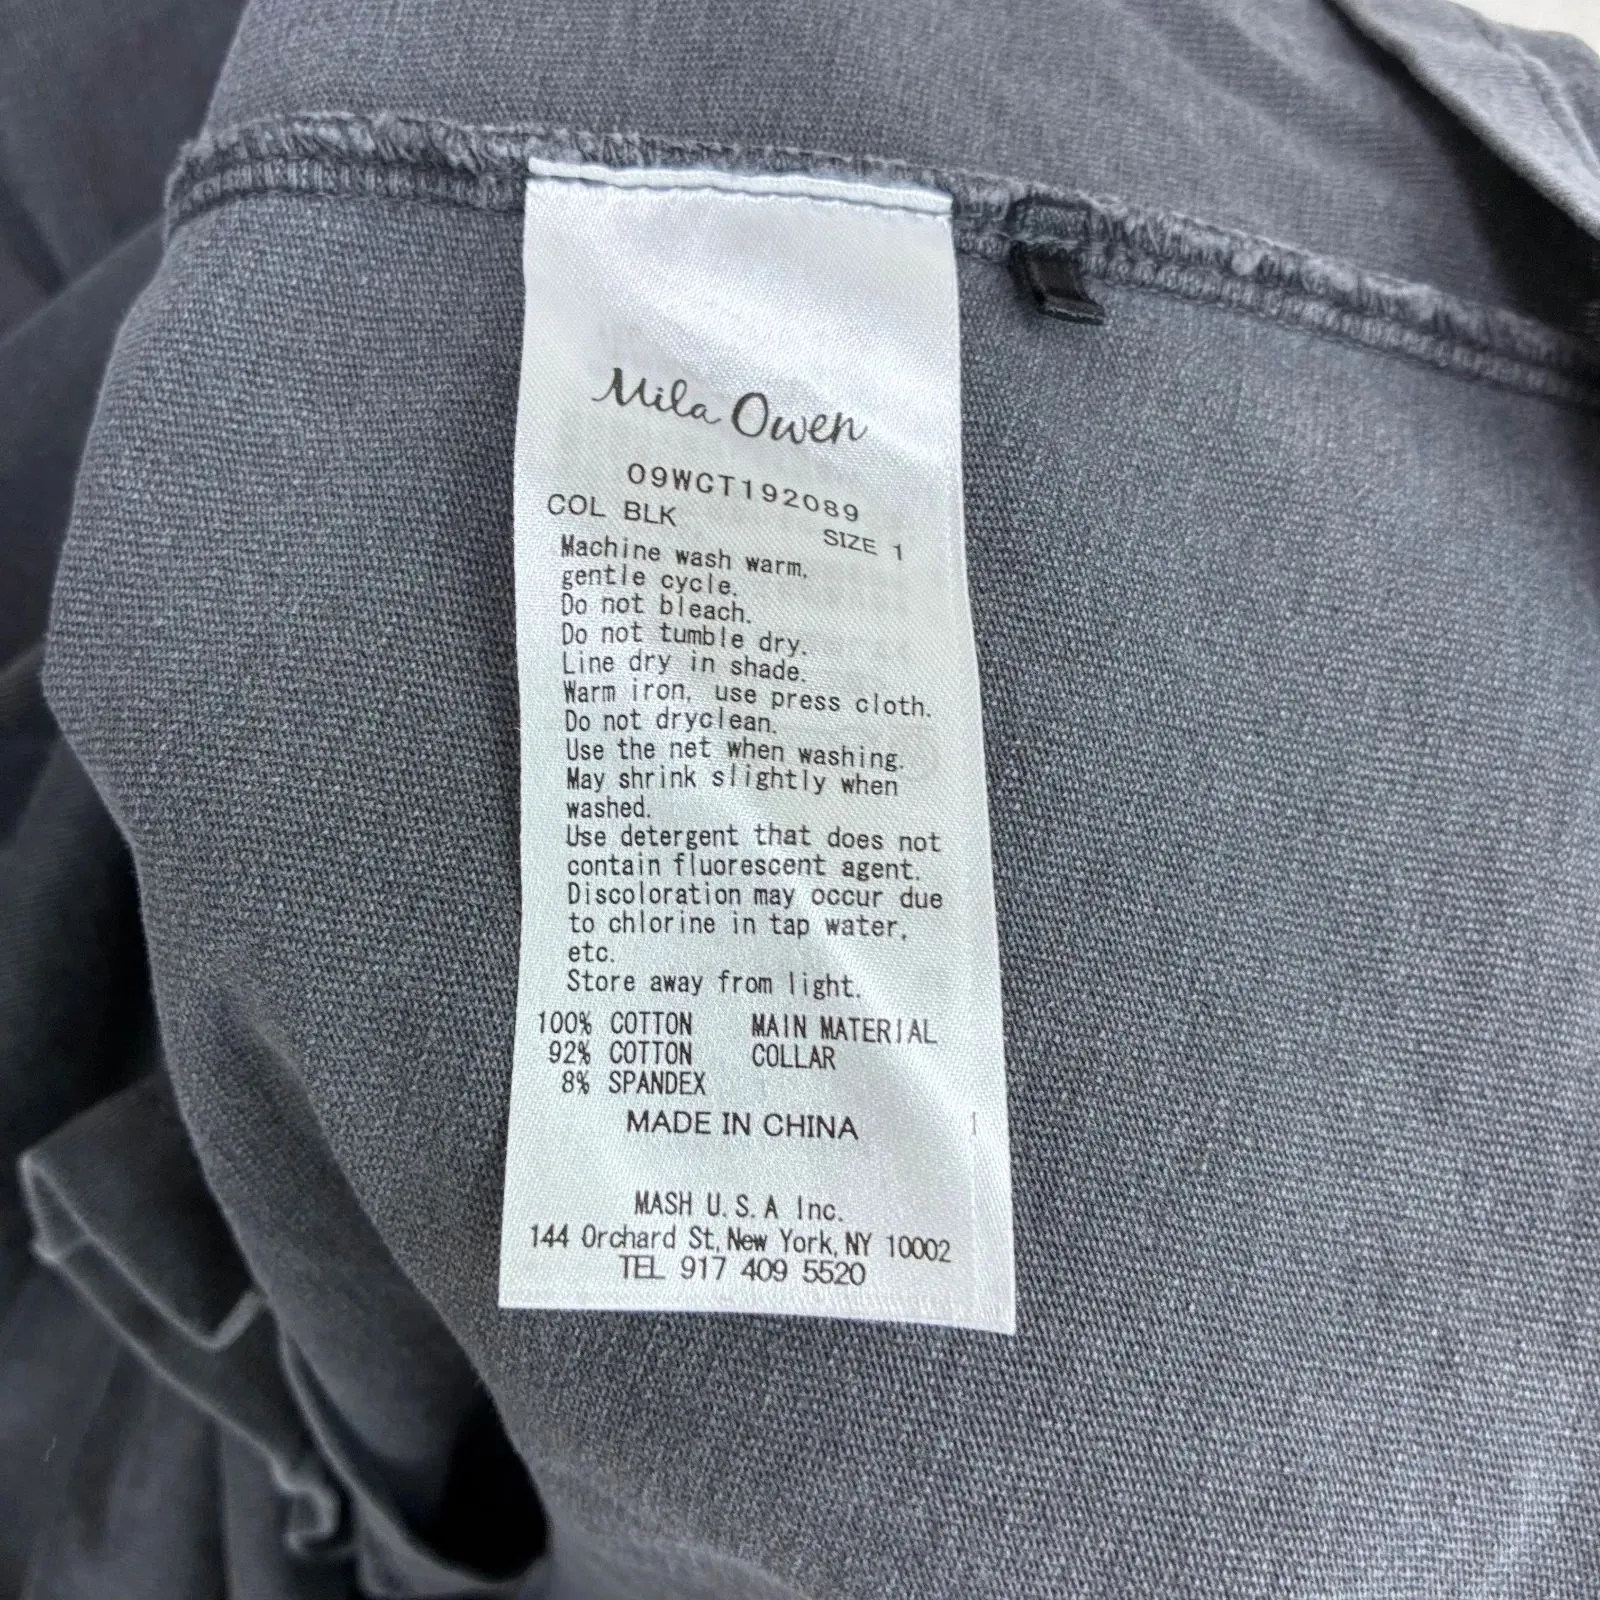 Mila Owen
09WCT192089
COL BLK
SIZE 1
Machine wash warm,
gentle cycle.
Do not bleach.
Do not tumble dry.
Line dry in shade.
Warm iron, use press cloth.
Do not dryclean.
Use the net when washing.
May shrink slightly when
washed.
Use detergent that does not
contain fluorescent agent.
Discoloration may occur due
to chlorine in tap water,
etc.
Store away from light.
100% COTTON MAIN MATERIAL
92% COTTON COLLAR
8% SPANDEX
MADE IN CHINA
MASH U.S.A Inc.
144 Orchard St, New York, NY 10002
TEL 917 409 5520